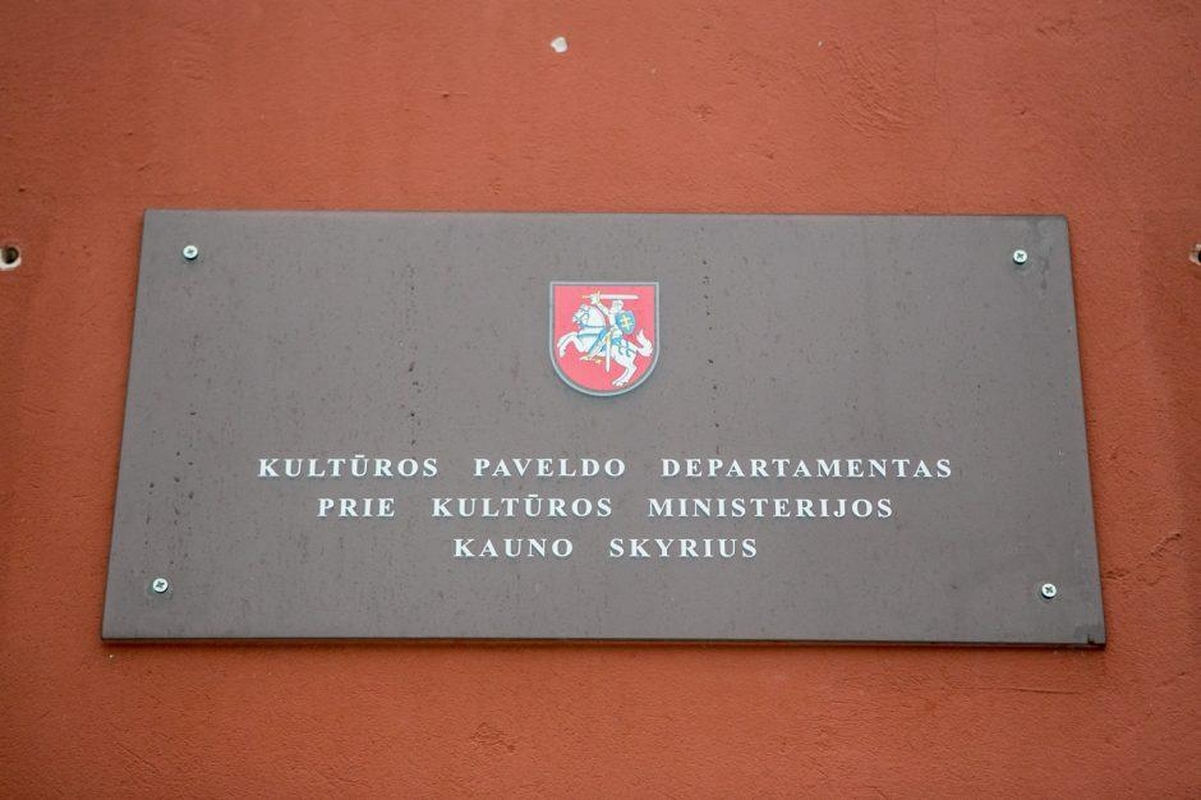 KULTŪROS PAVELDO DEPARTAMENTAS
PRIE KULTŪROS MINISTERIJOS
KAUNO SKYRIUS